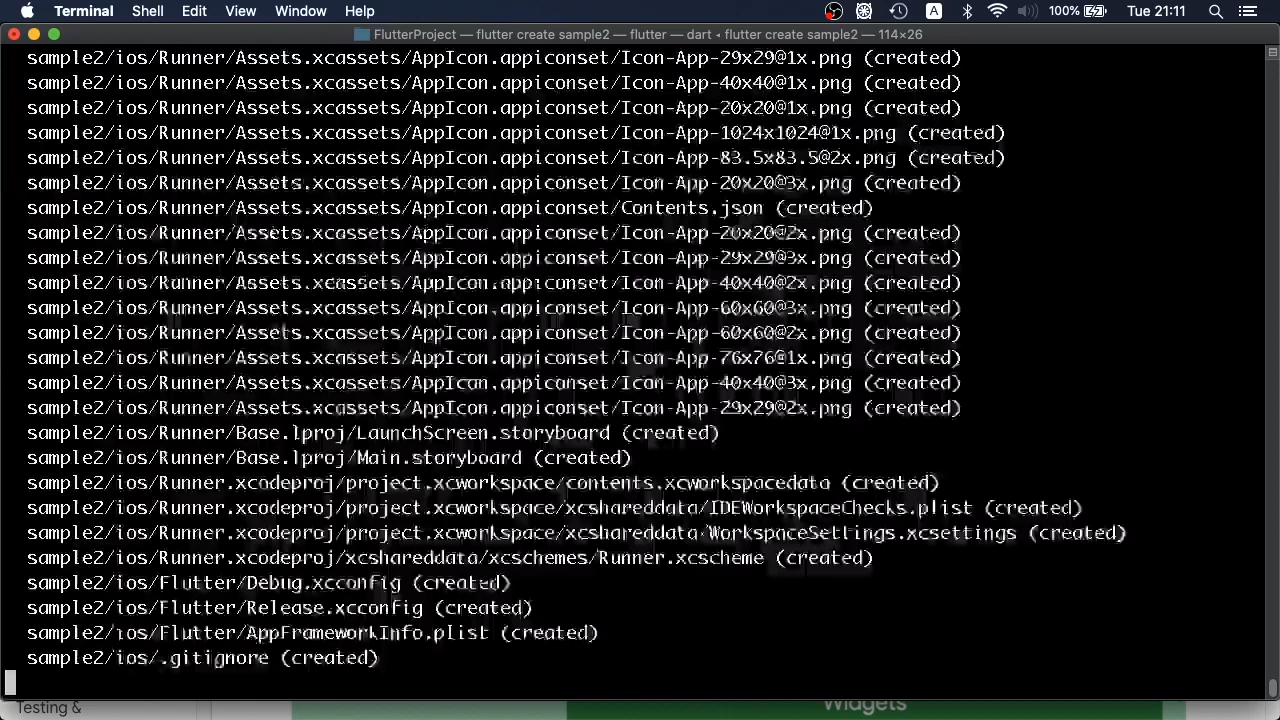 Terminal Shell Edit View Window Help A 100% Tue 21:11
FlutterProject — flutter create sample2 — flutter — dart ◂ flutter create sample2 — 114×26
sample2/ios/Runner/Assets.xcassets/AppIcon.appiconset/Icon-App-29x29@1x.png (created)
sample2/ios/Runner/Assets.xcassets/AppIcon.appiconset/Icon-App-40x40@1x.png (created)
sample2/ios/Runner/Assets.xcassets/AppIcon.appiconset/Icon-App-20x20@1x.png (created)
sample2/ios/Runner/Assets.xcassets/AppIcon.appiconset/Icon-App-1024x1024@1x.png (created)
sample2/ios/Runner/Assets.xcassets/AppIcon.appiconset/Icon-App-83.5x83.5@2x.png (created)
sample2/ios/Runner/Assets.xcassets/AppIcon.appiconset/Icon-App-20x20@3x.png (created)
sample2/ios/Runner/Assets.xcassets/AppIcon.appiconset/Contents.json (created)
sample2/ios/Runner/Assets.xcassets/AppIcon.appiconset/Icon-App-20x20@2x.png (created)
sample2/ios/Runner/Assets.xcassets/AppIcon.appiconset/Icon-App-29x29@3x.png (created)
sample2/ios/Runner/Assets.xcassets/AppIcon.appiconset/Icon-App-40x40@2x.png (created)
sample2/ios/Runner/Assets.xcassets/AppIcon.appiconset/Icon-App-60x60@3x.png (created)
sample2/ios/Runner/Assets.xcassets/AppIcon.appiconset/Icon-App-60x60@2x.png (created)
sample2/ios/Runner/Assets.xcassets/AppIcon.appiconset/Icon-App-76x76@1x.png (created)
sample2/ios/Runner/Assets.xcassets/AppIcon.appiconset/Icon-App-40x40@3x.png (created)
sample2/ios/Runner/Assets.xcassets/AppIcon.appiconset/Icon-App-29x29@2x.png (created)
sample2/ios/Runner/Base.lproj/LaunchScreen.storyboard (created)
sample2/ios/Runner/Base.lproj/Main.storyboard (created)
sample2/ios/Runner.xcodeproj/project.xcworkspace/contents.xcworkspacedata (created)
sample2/ios/Runner.xcodeproj/project.xcworkspace/xcshareddata/IDEWorkspaceChecks.plist (created)
sample2/ios/Runner.xcodeproj/project.xcworkspace/xcshareddata/WorkspaceSettings.xcsettings (created)
sample2/ios/Runner.xcodeproj/xcshareddata/xcschemes/Runner.xcscheme (created)
sample2/ios/Flutter/Debug.xcconfig (created)
sample2/ios/Flutter/Release.xcconfig (created)
sample2/ios/Flutter/AppFrameworkInfo.plist (created)
sample2/ios/.gitignore (created)
Testing & Widgets